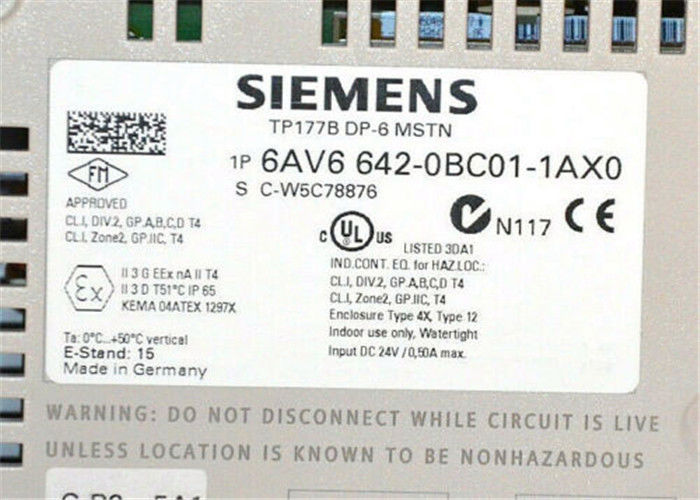 SIEMENS
TP177B DP-6 MSTN
1P 6AV6 642-0BC01-1AX0
S C-W5C78876
FM
APPROVED
CL.I, DIV.2, GP.A,B,C,D T4
CL.I, Zone2, GP.IIC, T4
Ex
II 3 G EEx nA II T4
II 3 D T51°C IP 65
KEMA 04ATEX 1297X
Ta: 0°C...+50°C vertical
E-Stand: 15
Made in Germany
N117 CE
C UL US LISTED 3DA1
IND.CONT. EQ. for HAZ.LOC.:
CL.I, DIV.2, GP.A,B,C,D T4
CL.I, Zone2, GP.IIC, T4
Enclosure Type 4X, Type 12
Indoor use only, Watertight
Input DC 24V / 0,50A max.
WARNING: DO NOT DISCONNECT WHILE CIRCUIT IS LIVE
UNLESS LOCATION IS KNOWN TO BE NONHAZARDOUS